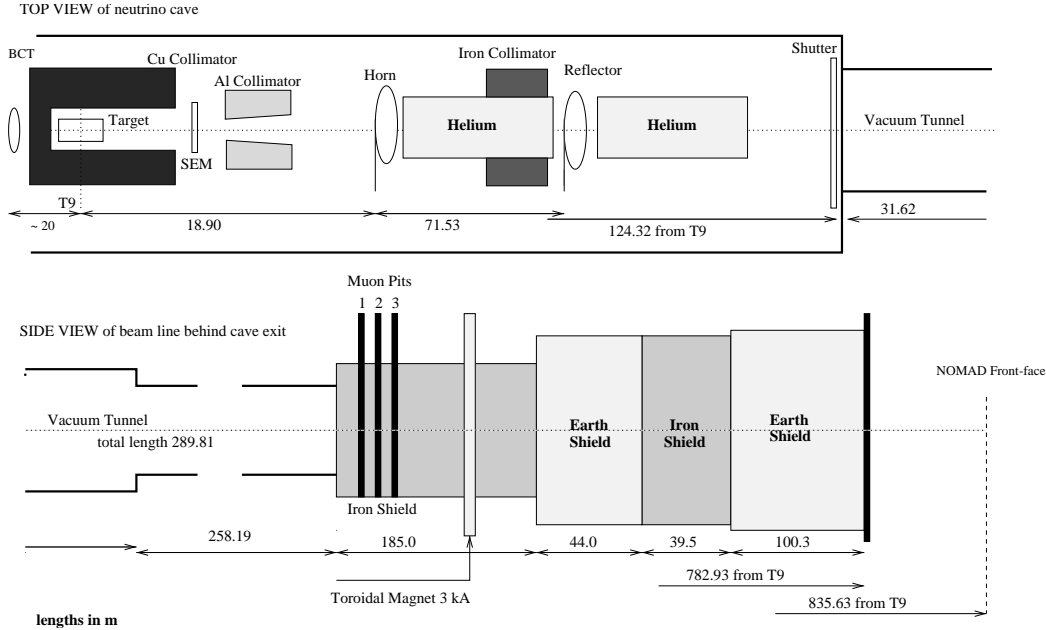 TOP VIEW of neutrino cave
BCT
Cu Collimator
Al Collimator
Horn
Iron Collimator
Reflector
Shutter
Target
Helium
Helium
Vacuum Tunnel
SEM
T9
~ 20
18.90
71.53
124.32 from T9
31.62
Muon Pits
1 2 3
SIDE VIEW of beam line behind cave exit
NOMAD Front-face
Vacuum Tunnel
total length 289.81
Earth
Shield
Iron
Shield
Earth
Shield
Iron Shield
258.19
185.0
44.0
39.5
100.3
782.93 from T9
Toroidal Magnet 3 kA
835.63 from T9
lengths in m